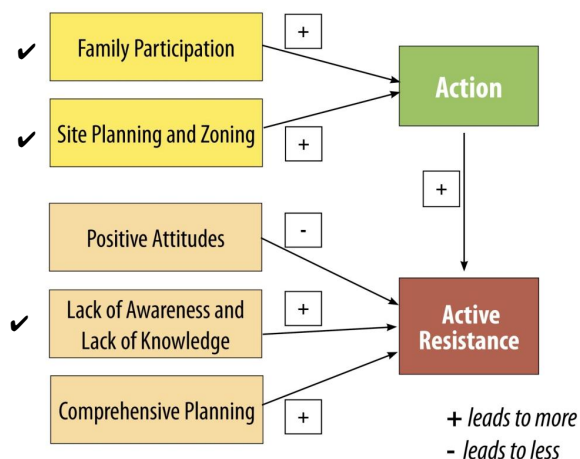 ✔ Family Participation
+
Action
✔ Site Planning and Zoning
+
+
Positive Attitudes
-
✔ Lack of Awareness and
Lack of Knowledge
+
Active
Resistance
Comprehensive Planning
+
+ leads to more
- leads to less